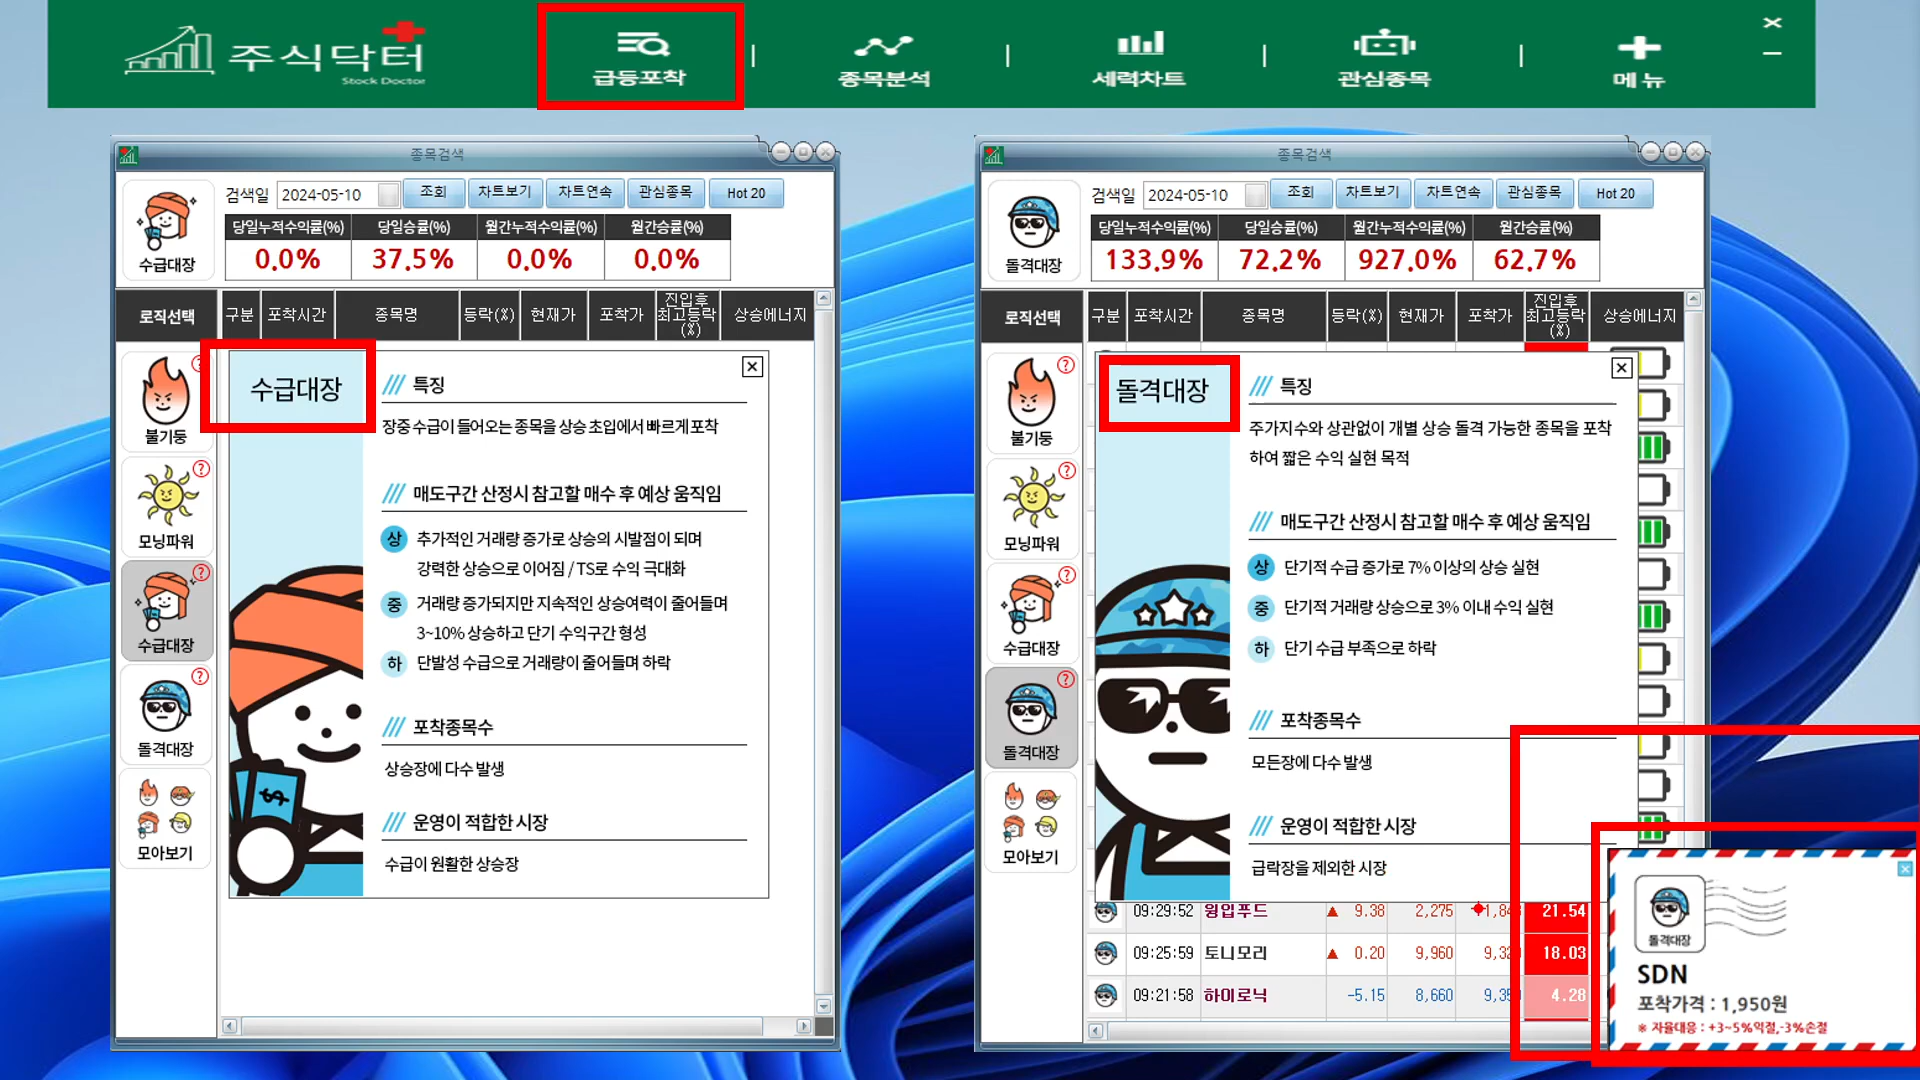 주식닥터
Stock Doctor
급등포착
종목분석
세력차트
관심종목
메뉴
종목검색
수급대장
검색일 2024-05-10 조회 차트보기 차트연속 관심종목 Hot 20
당일누적수익률(%) 당일승률(%) 월간누적수익률(%) 월간승률(%)
0.0% 37.5% 0.0% 0.0%
로직선택 구분 포착시간 종목명 등락(%) 현재가 포착가 진입후 최고등락 (%) 상승에너지
불기둥
모닝파워
수급대장
돌격대장
모아보기
수급대장
특징
장중 수급이 들어오는 종목을 상승 초입에서 빠르게 포착
매도구간 산정시 참고할 매수 후 예상 움직임
상 추가적인 거래량 증가로 상승의 시발점이 되며
강력한 상승으로 이어짐 / TS로 수익 극대화
중 거래량 증가되지만 지속적인 상승여력이 줄어들며
3~10% 상승하고 단기 수익구간 형성
하 단발성 수급으로 거래량이 줄어들며 하락
포착종목수
상승장에 다수 발생
운영이 적합한 시장
수급이 원활한 상승장
종목검색
돌격대장
검색일 2024-05-10 조회 차트보기 차트연속 관심종목 Hot 20
당일누적수익률(%) 당일승률(%) 월간누적수익률(%) 월간승률(%)
133.9% 72.2% 927.0% 62.7%
로직선택 구분 포착시간 종목명 등락(%) 현재가 포착가 진입후 최고등락 (%) 상승에너지
불기둥
모닝파워
수급대장
돌격대장
모아보기
돌격대장
특징
주가지수와 상관없이 개별 상승 돌격 가능한 종목을 포착
하여 짧은 수익 실현 목적
매도구간 산정시 참고할 매수 후 예상 움직임
상 단기적 수급 증가로 7% 이상의 상승 실현
중 단기적 거래량 상승으로 3% 이내 수익 실현
하 단기 수급 부족으로 하락
포착종목수
모든장에 다수 발생
운영이 적합한 시장
급락장을 제외한 시장
09:29:52 윙입푸드 ▲ 9.38 2,275 21.54
09:25:59 토니모리 ▲ 0.20 9,960 18.03
09:21:58 하이로닉 -5.15 8,660 4.28
돌격대장
SDN
포착가격 : 1,950원
※ 자율대응 : +3~5%익절,-3%손절